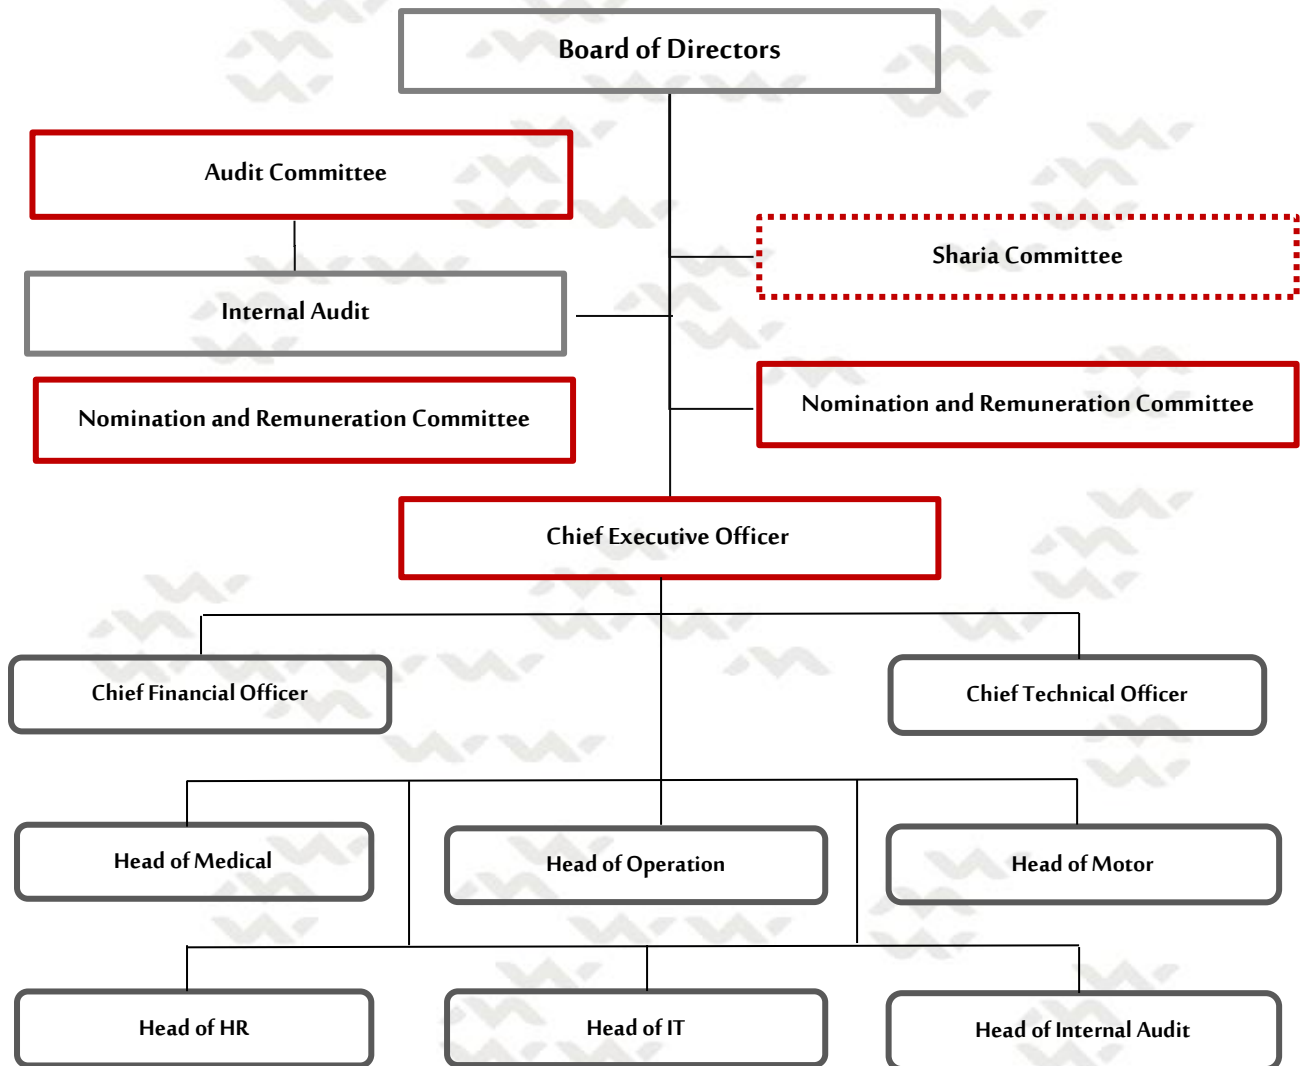 Board of Directors
Audit Committee
Sharia Committee
Internal Audit
Nomination and Remuneration Committee
Nomination and Remuneration Committee
Chief Executive Officer
Chief Financial Officer
Chief Technical Officer
Head of Medical
Head of Operation
Head of Motor
Head of HR
Head of IT
Head of Internal Audit